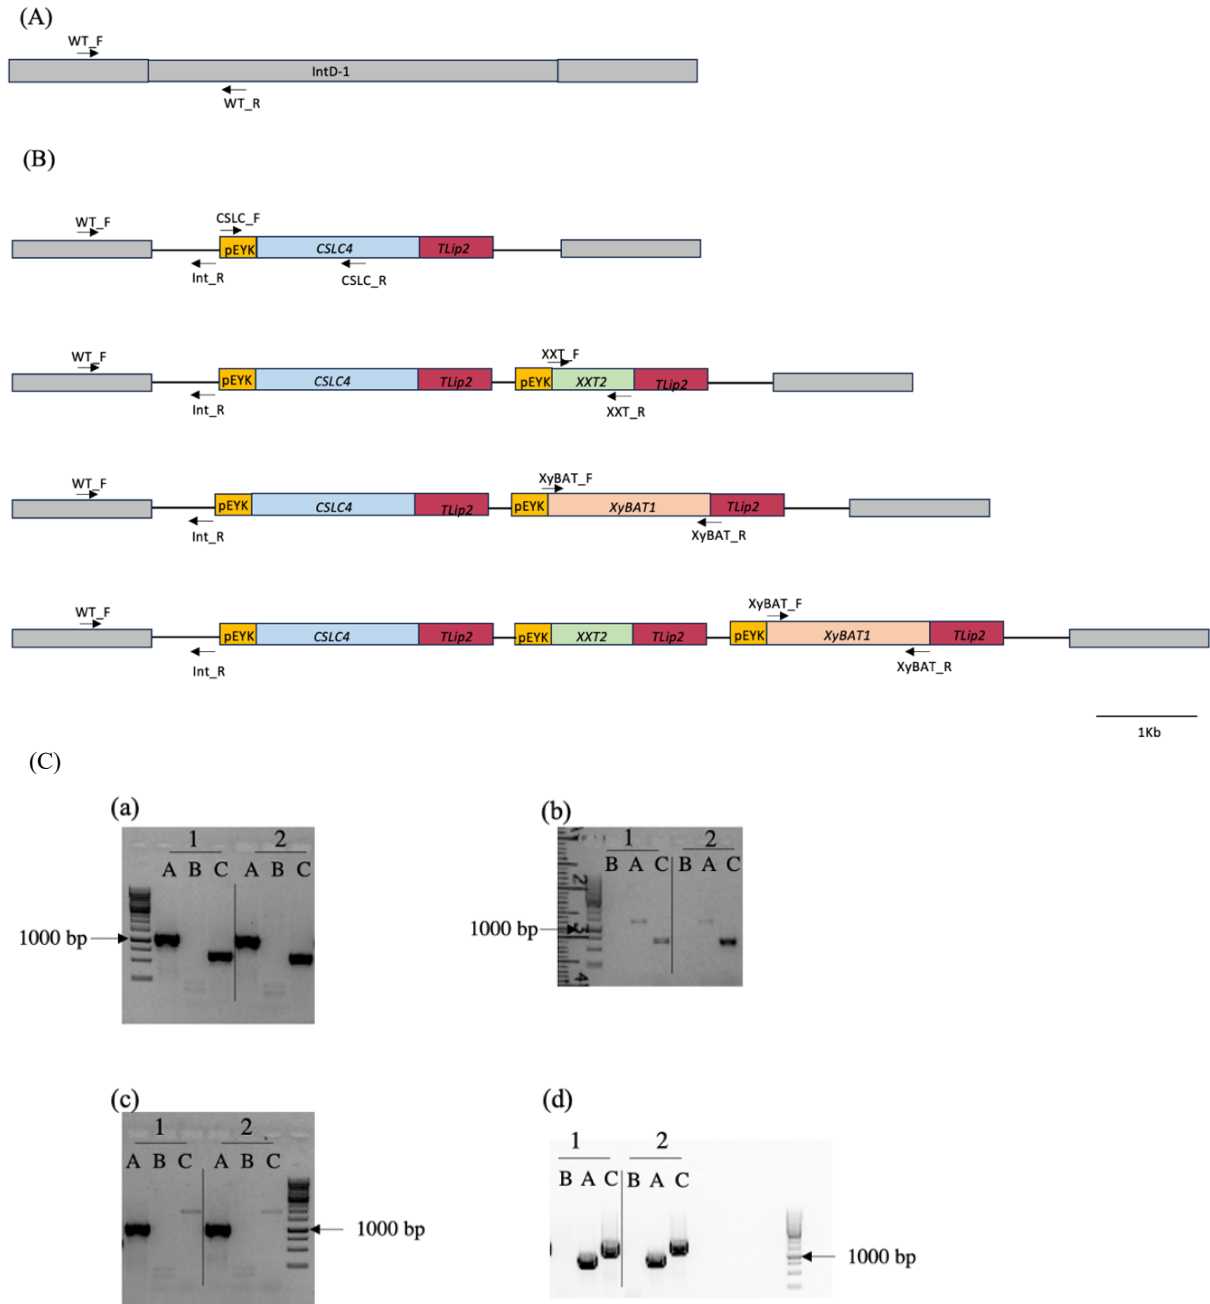 (A)
WT_F
IntD-1
WT_R
(B)
WT_F
CSLC_F
pEYK CSLC4 TLip2
Int_R
CSLC_R
WT_F
XXT_F
pEYK CSLC4 TLip2 pEYK XXT2 TLip2
Int_R
XXT_R
WT_F
XyBAT_F
pEYK CSLC4 TLip2 pEYK XyBAT1 TLip2
Int_R
XyBAT_R
WT_F
XyBAT_F
pEYK CSLC4 TLip2 pEYK XXT2 TLip2 pEYK XyBAT1 TLip2
Int_R
XyBAT_R
1Kb
(C)
(a)
1 2
A B C A B C
1000 bp
(b)
1 2
B A C B A C
2
1000 bp
3
4
(c)
1 2
A B C A B C
1000 bp
(d)
1 2
B A C B A C
1000 bp